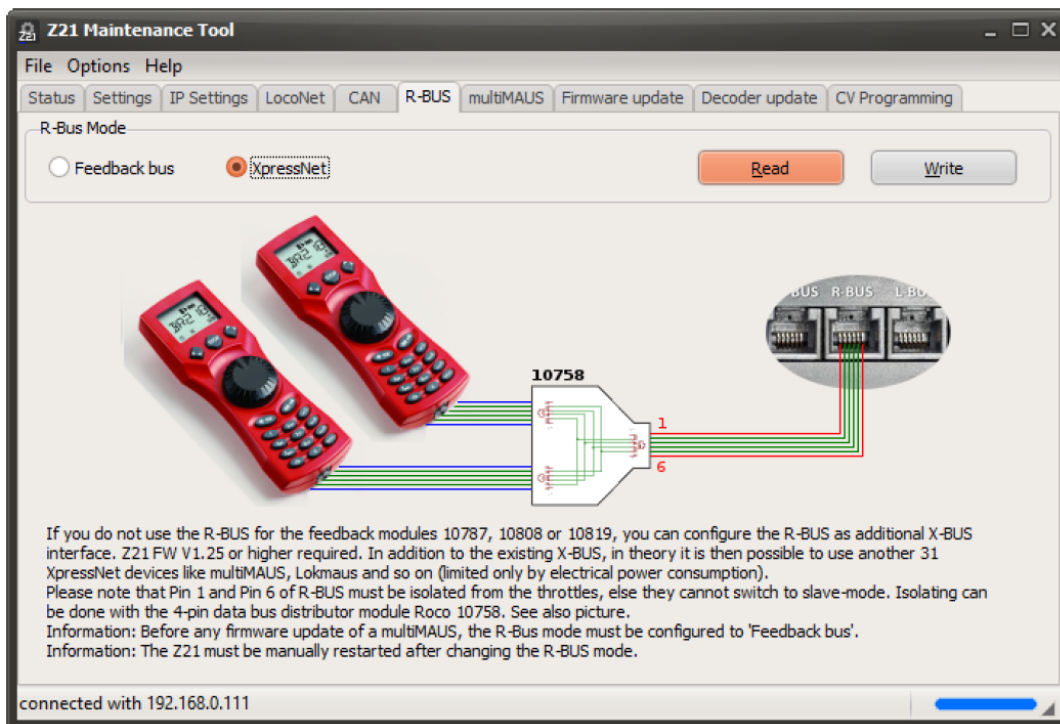 Z21 Maintenance Tool
File Options Help
Status Settings IP Settings LocoNet CAN R-BUS multiMAUS Firmware update Decoder update CV Programming
R-Bus Mode
Feedback bus XpressNet Read Write
BUS R-BUS L-BU
10758
1
6
If you do not use the R-BUS for the feedback modules 10787, 10808 or 10819, you can configure the R-BUS as additional X-BUS
interface. Z21 FW V1.25 or higher required. In addition to the existing X-BUS, in theory it is then possible to use another 31
XpressNet devices like multiMAUS, Lokmaus and so on (limited only by electrical power consumption).
Please note that Pin 1 and Pin 6 of R-BUS must be isolated from the throttles, else they cannot switch to slave-mode. Isolating can
be done with the 4-pin data bus distributor module Roco 10758. See also picture.
Information: Before any firmware update of a multiMAUS, the R-Bus mode must be configured to 'Feedback bus'.
Information: The Z21 must be manually restarted after changing the R-BUS mode.
connected with 192.168.0.111